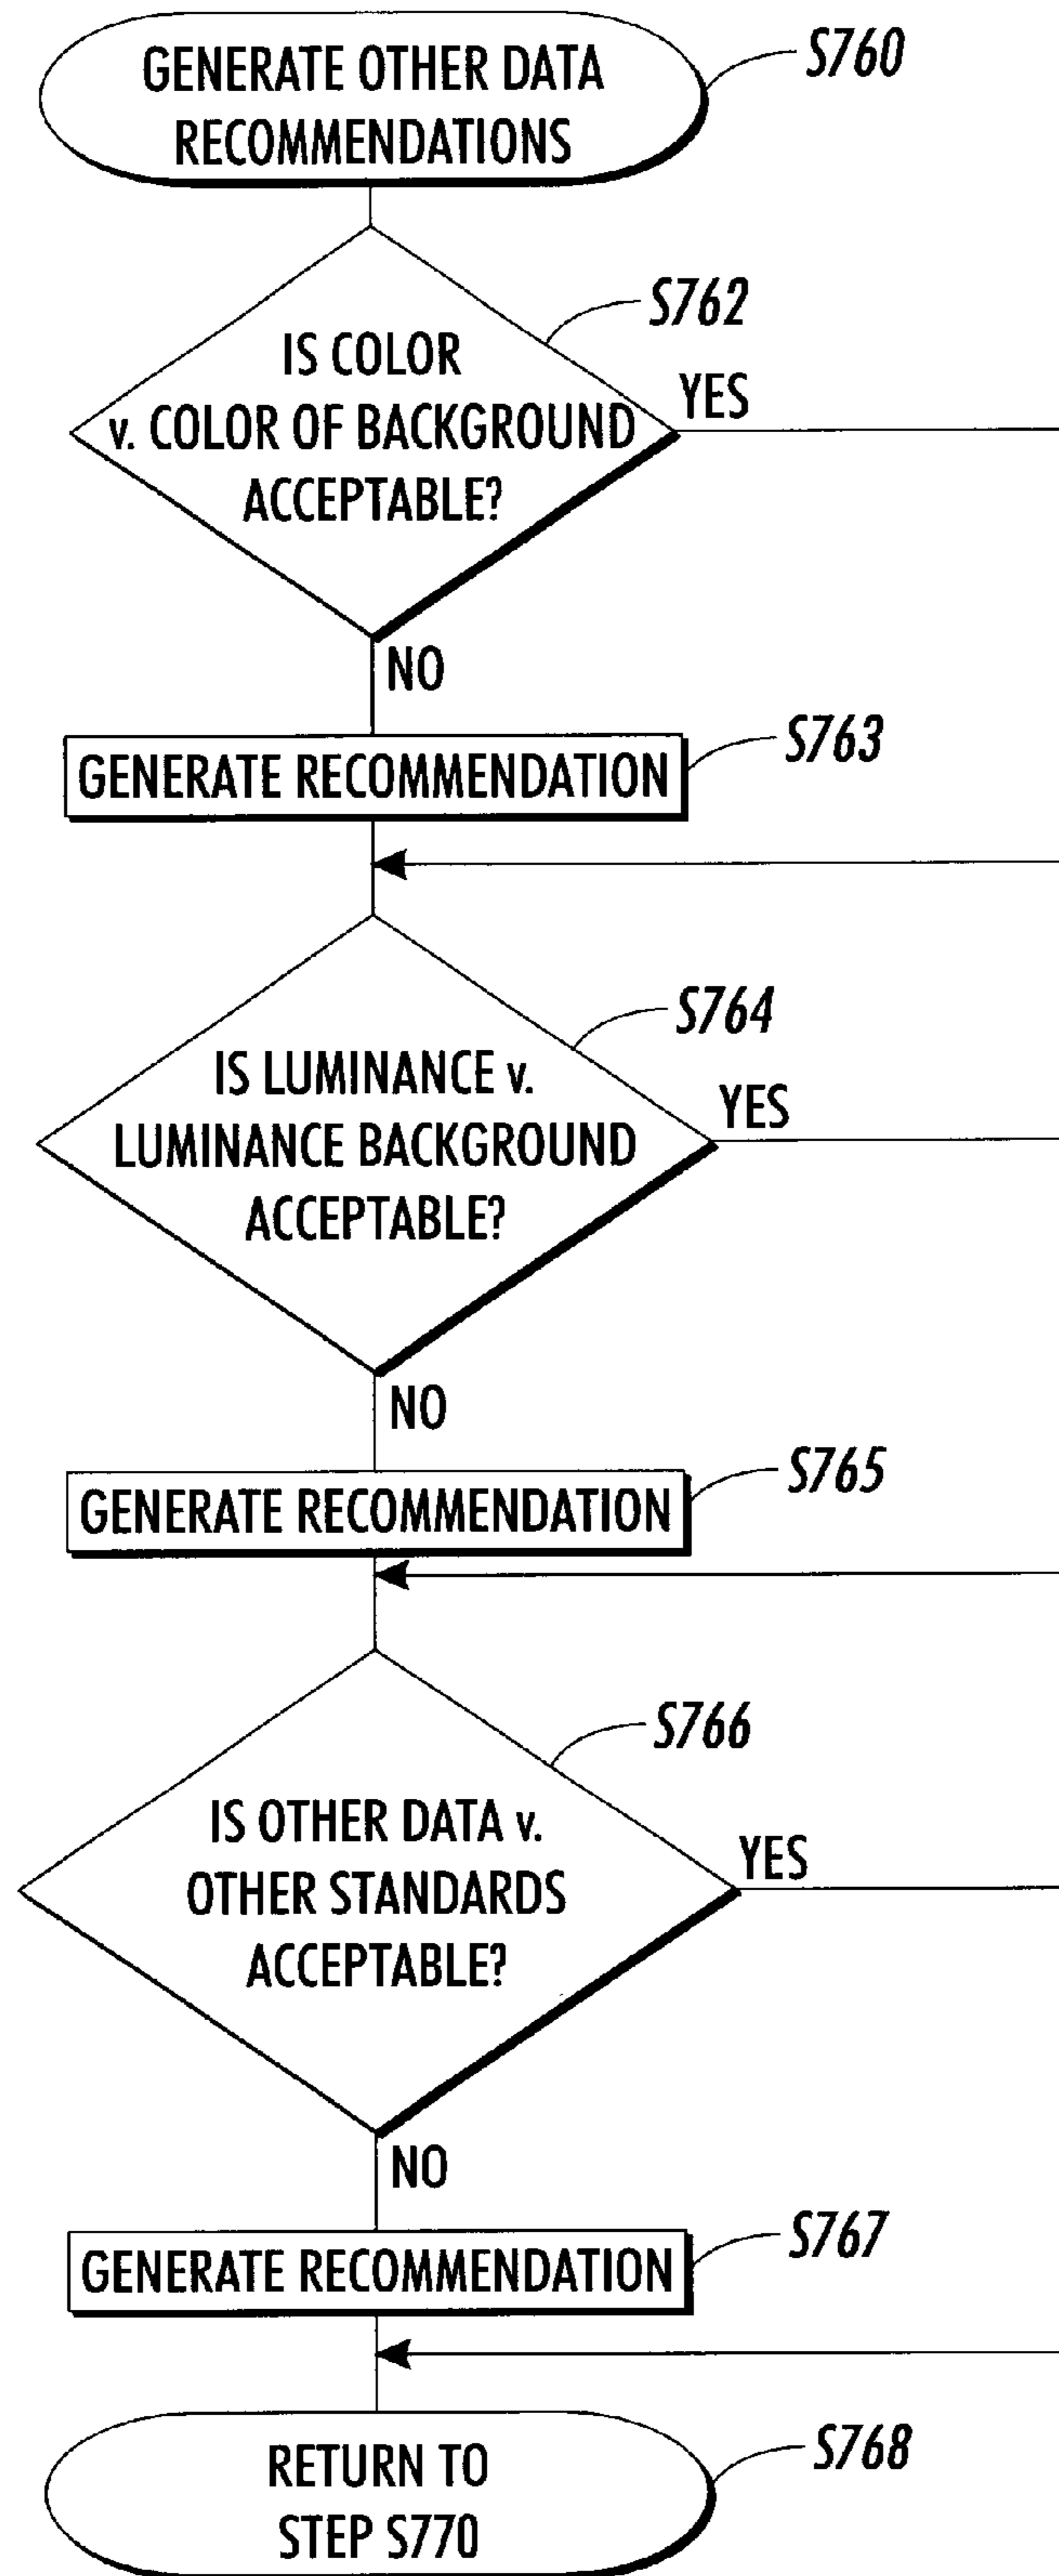 GENERATE OTHER DATA
RECOMMENDATIONS
S760
IS COLOR
v. COLOR OF BACKGROUND
ACCEPTABLE?
S762
YES
NO
GENERATE RECOMMENDATION
S763
IS LUMINANCE v.
LUMINANCE BACKGROUND
ACCEPTABLE?
S764
YES
NO
GENERATE RECOMMENDATION
S765
IS OTHER DATA v.
OTHER STANDARDS
ACCEPTABLE?
S766
YES
NO
GENERATE RECOMMENDATION
S767
RETURN TO
STEP S770
S768